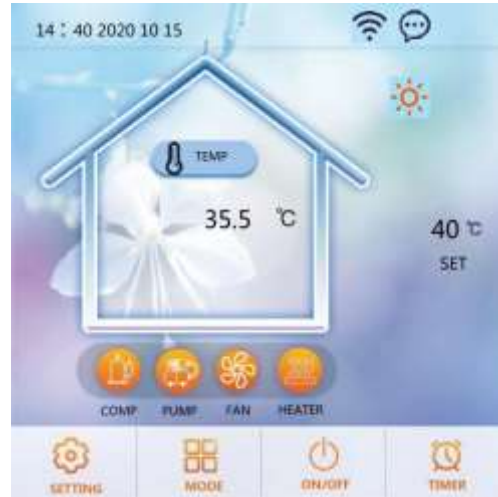 14 : 40 2020 10 15
TEMP
35.5 ℃
40 ℃
SET
COMP PUMP FAN HEATER
SETTING MODE ON/OFF TIMER